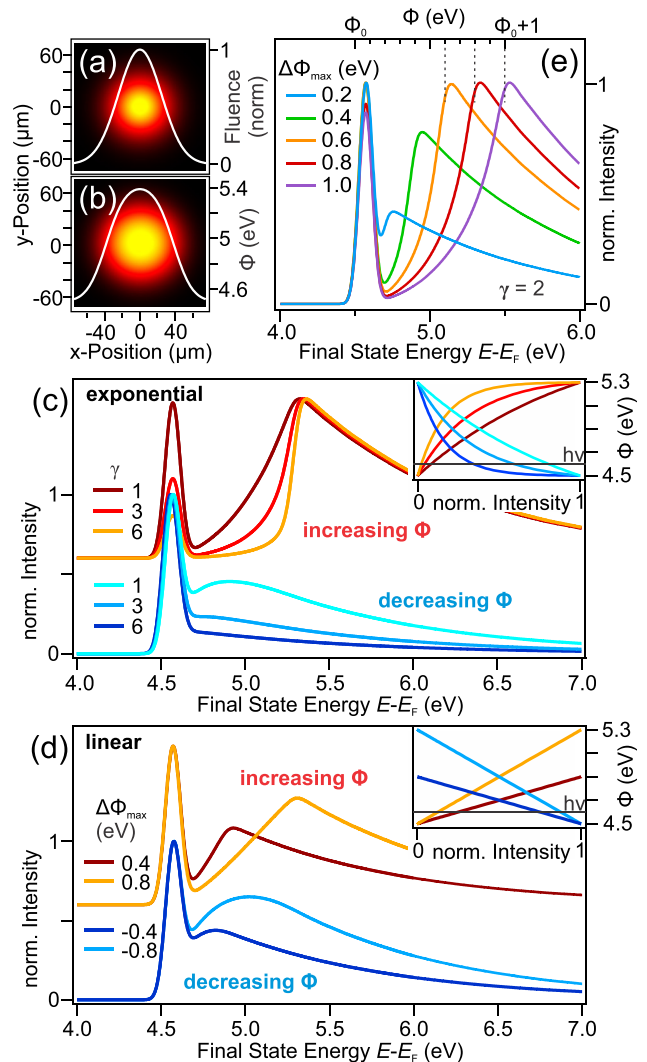 (a)
60
0
-60
1
0
Fluence
(norm)
(b)
60
0
-60
5.4
5
4.6
Φ (eV)
y-Position (μm)
-40
0
40
x-Position (μm)
Φ₀
Φ (eV)
Φ₀+1
(e)
ΔΦmax (eV)
0.2
0.4
0.6
0.8
1.0
γ = 2
1
0
norm. Intensity
4.0
5.0
6.0
Final State Energy E-EF (eV)
(c)
exponential
γ
1
3
6
1
3
6
increasing Φ
decreasing Φ
1
0
norm. Intensity
4.0
4.5
5.0
5.5
6.0
6.5
7.0
Final State Energy E-EF (eV)
hν
5.3
4.5
Φ (eV)
0
norm. Intensity
1
(d)
linear
ΔΦmax
(eV)
0.4
0.8
-0.4
-0.8
increasing Φ
decreasing Φ
1
0
norm. Intensity
4.0
4.5
5.0
5.5
6.0
6.5
7.0
Final State Energy E-EF (eV)
hν
5.3
4.5
Φ (eV)
0
norm. Intensity
1